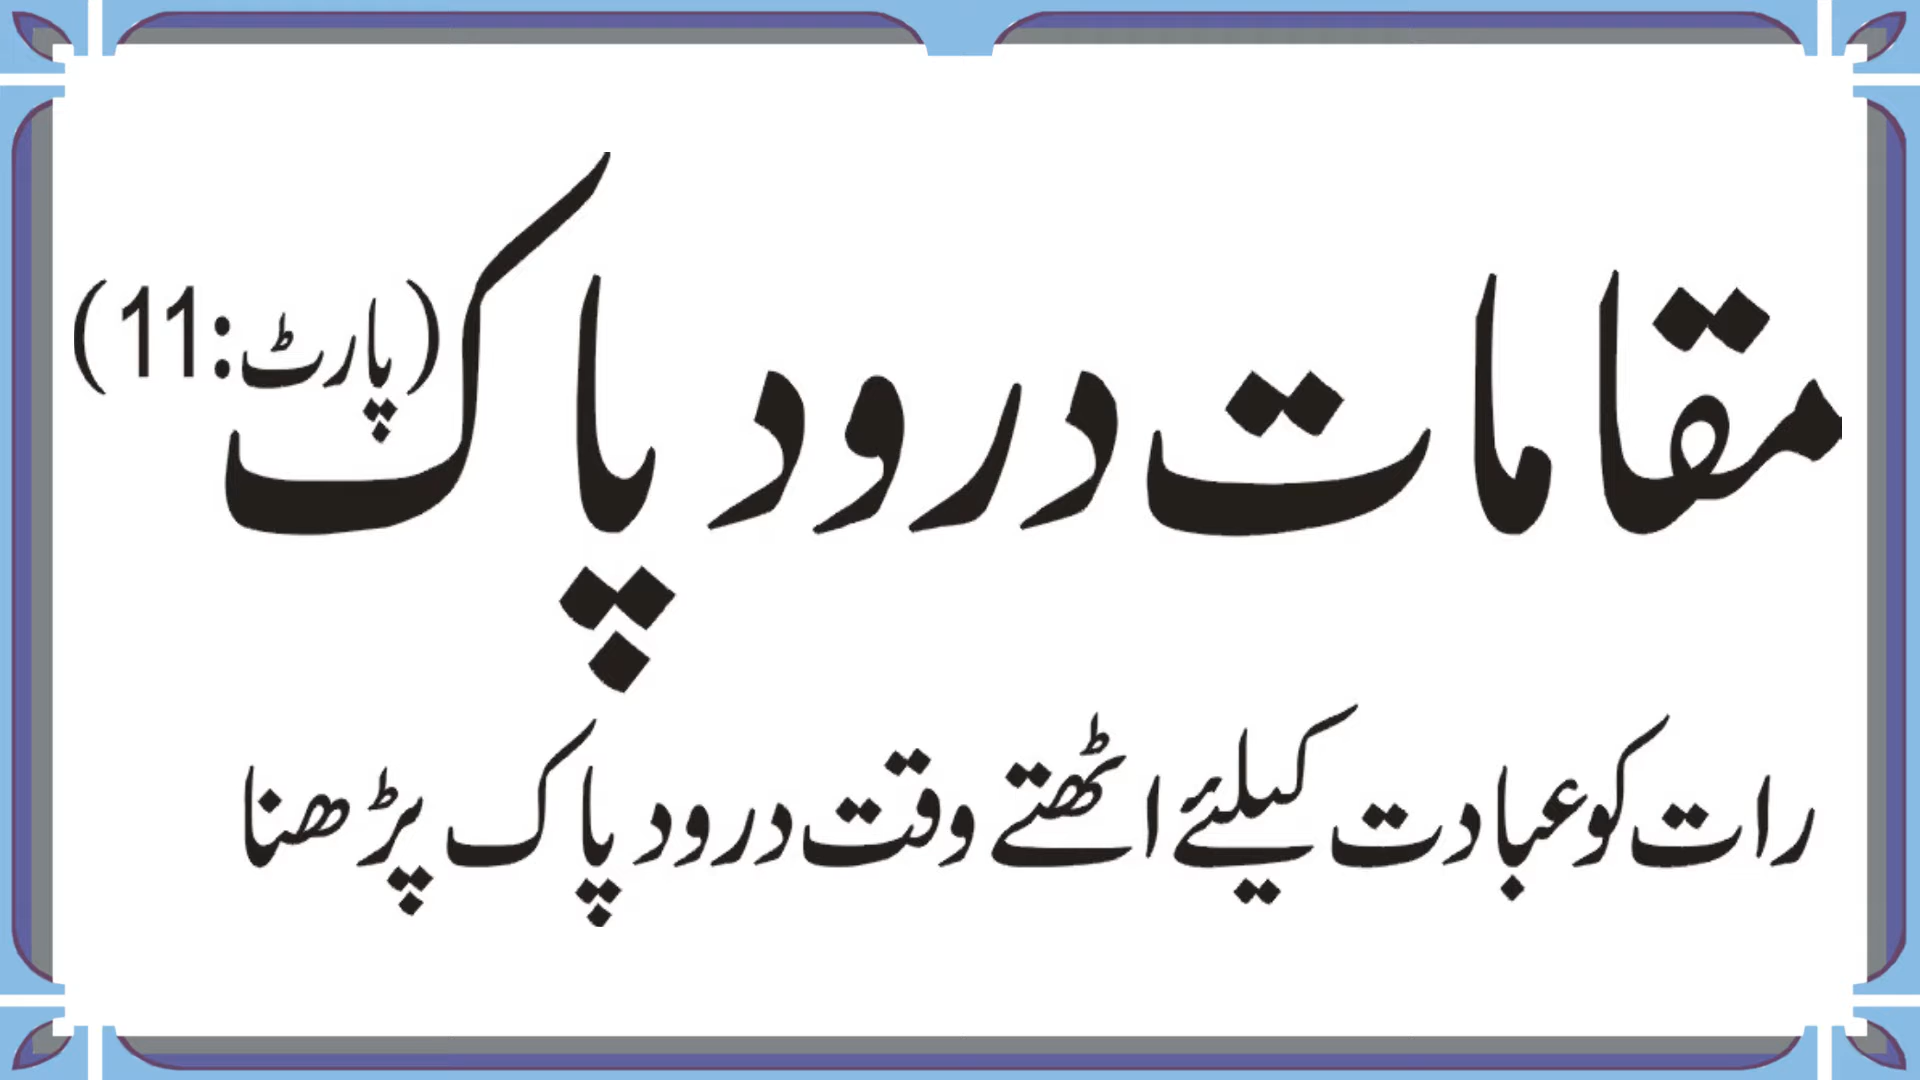 مقامات درود پاک (پارٹ:11)
رات کو عبادت کیلئے اٹھتے وقت درود پاک پڑھنا